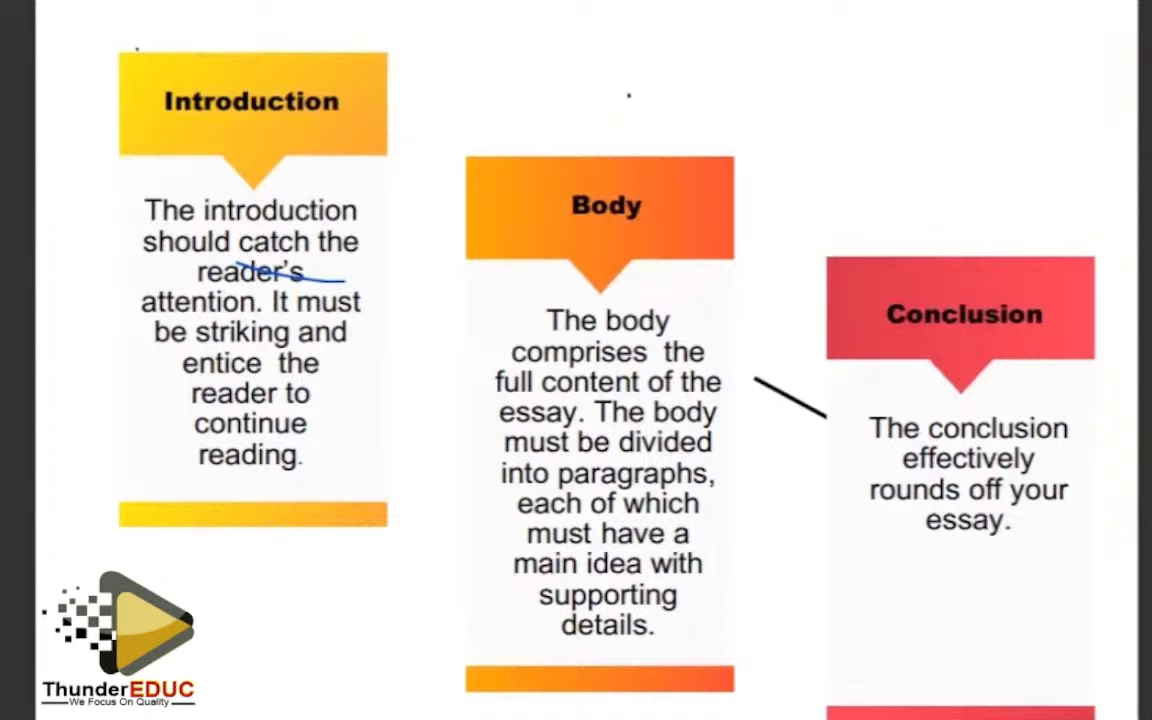 Introduction
The introduction
should catch the
reader's
attention. It must
be striking and
entice the
reader to
continue
reading.
Body
The body
comprises the
full content of the
essay. The body
must be divided
into paragraphs,
each of which
must have a
main idea with
supporting
details.
Conclusion
The conclusion
effectively
rounds off your
essay.
ThunderEDUC
We Focus On Quality